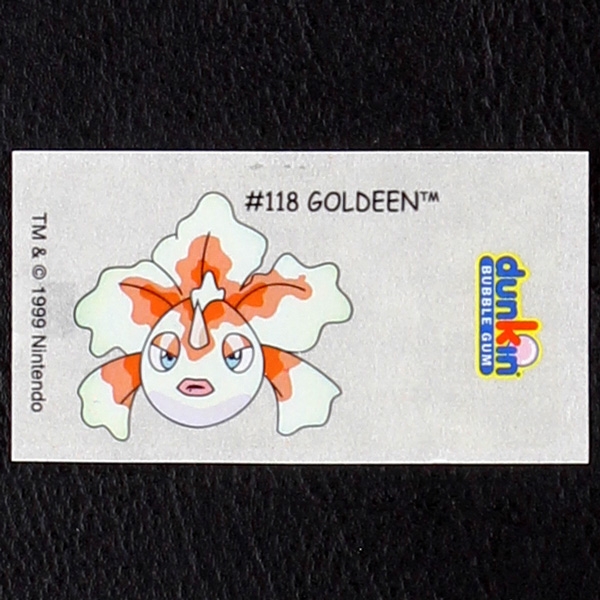 #118 GOLDEEN™
TM & © 1999 Nintendo
dunkin
BUBBLE GUM